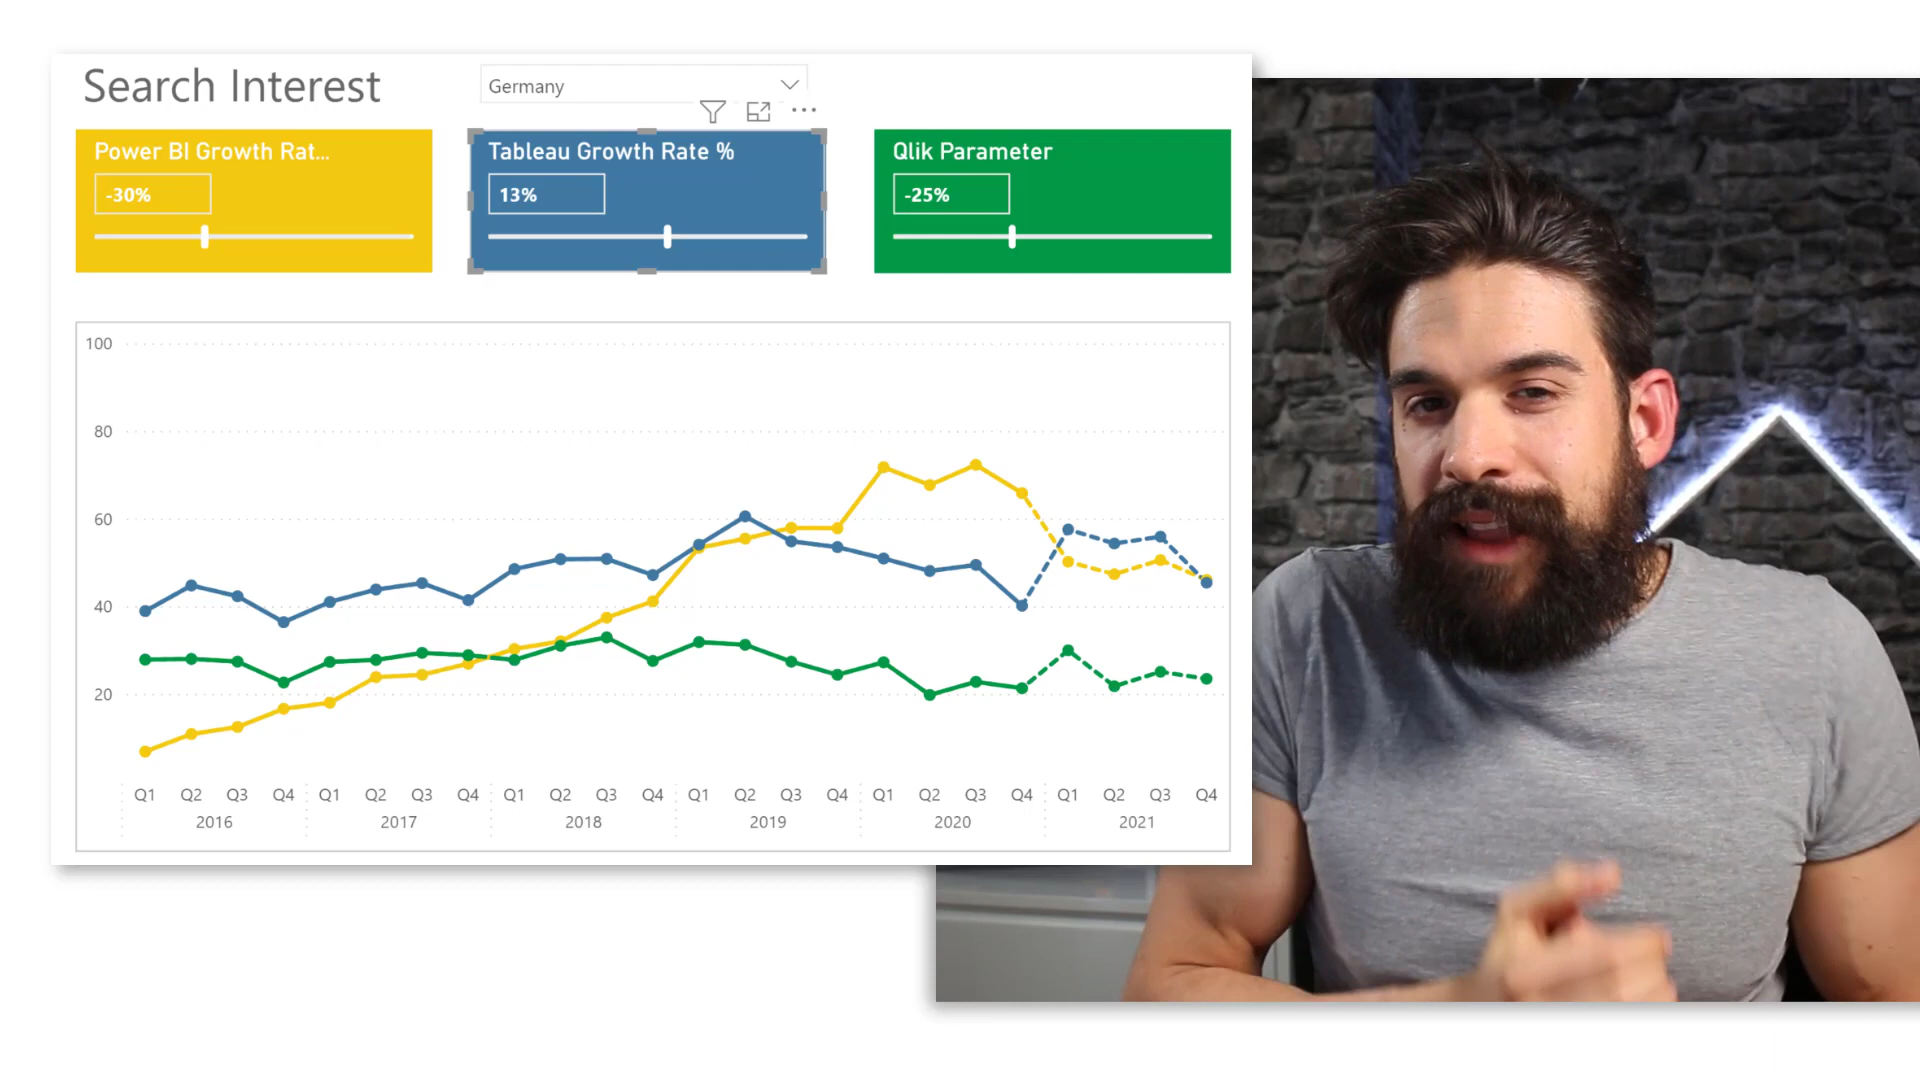 Search Interest
Germany
Power BI Growth Rat...
-30%
Tableau Growth Rate %
13%
Qlik Parameter
-25%
100
80
60
40
20
Q1 Q2 Q3 Q4 Q1 Q2 Q3 Q4 Q1 Q2 Q3 Q4 Q1 Q2 Q3 Q4 Q1 Q2 Q3 Q4 Q1 Q2 Q3 Q4
2016 2017 2018 2019 2020 2021